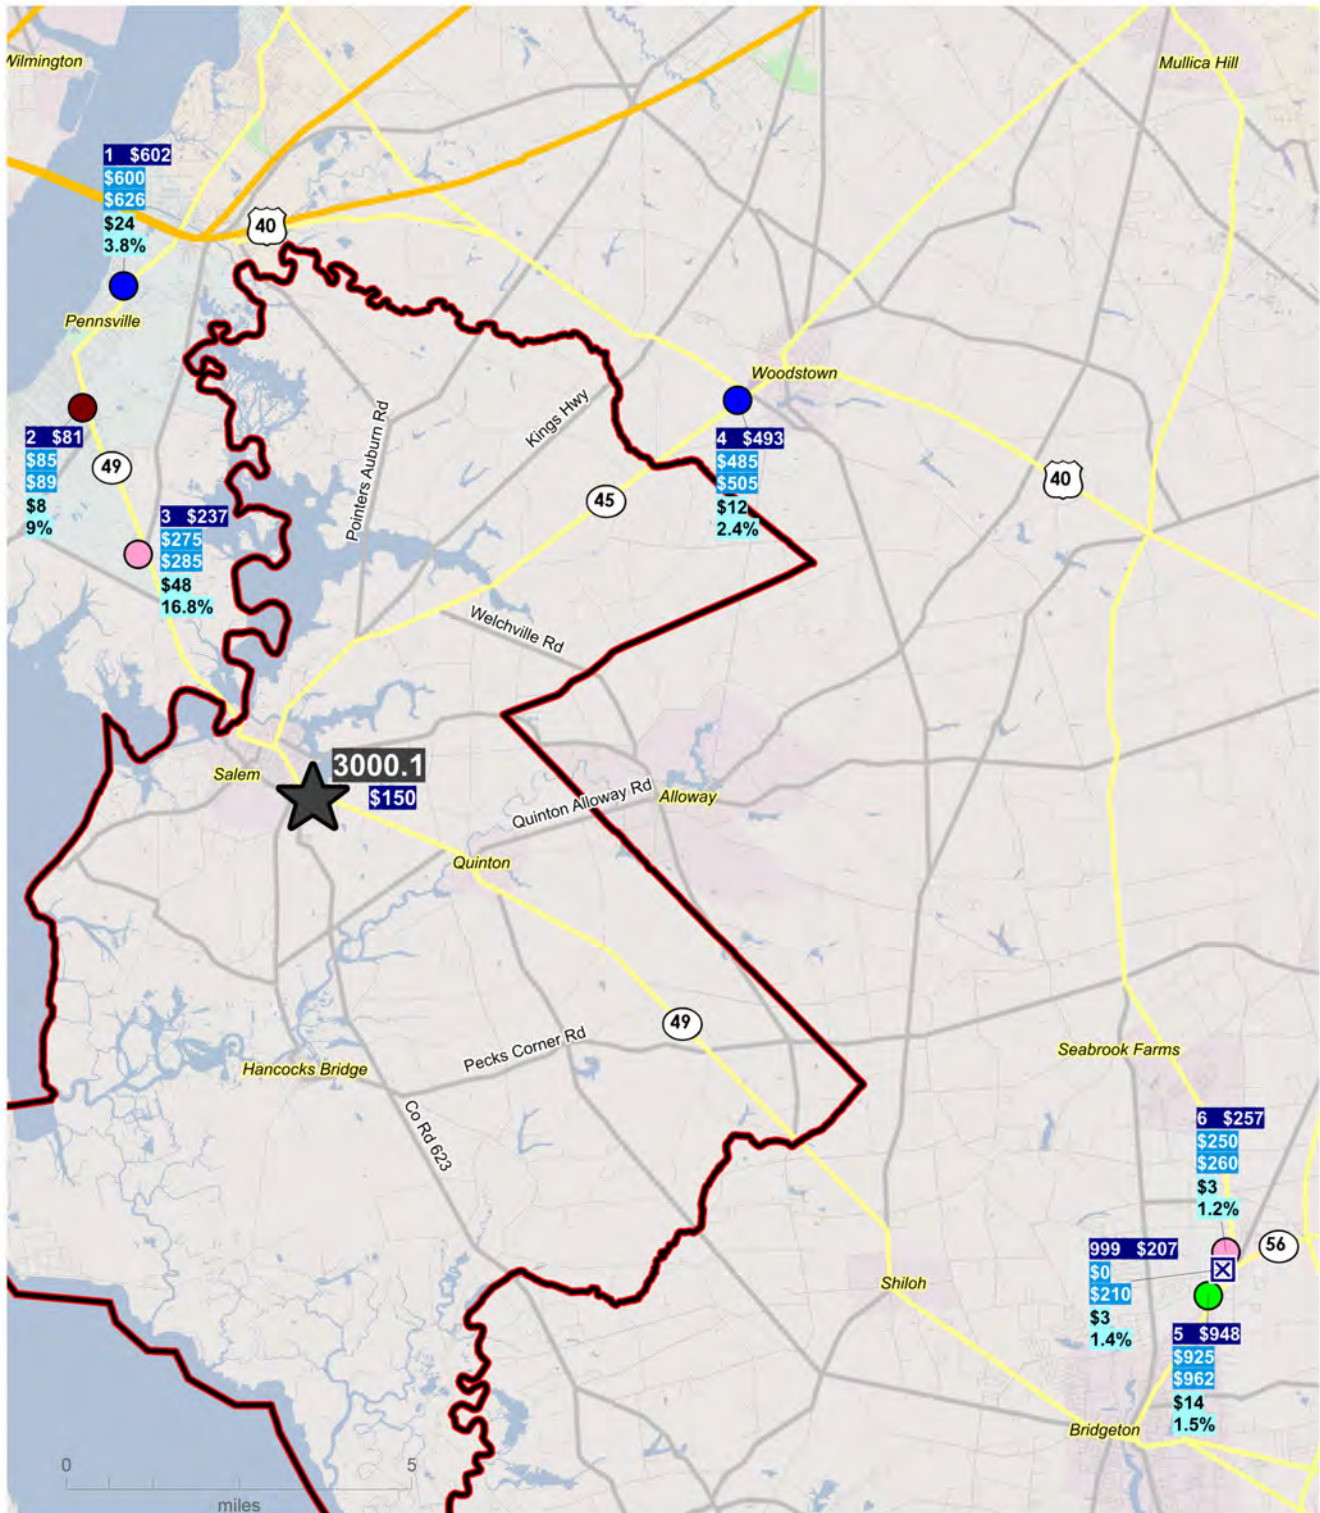 Wilmington
Mullica Hill
1 $602
$600
$626
$24
3.8%
40
Pennsville
Woodstown
2 $81
$85
$89
$8
9%
49
Pointers Auburn Rd
Kings Hwy
4 $493
$485
$505
$12
2.4%
45
40
3 $237
$275
$285
$48
16.8%
Welchville Rd
3000.1
$150
Salem
Quinton Alloway Rd
Alloway
Quinton
49
Pecks Corner Rd
Seabrook Farms
Hancocks Bridge
Co Rd 623
6 $257
$250
$260
$3
1.2%
56
999 $207
$0
$210
$3
1.4%
Shiloh
5 $948
$925
$962
$14
1.5%
Bridgeton
0 5
miles